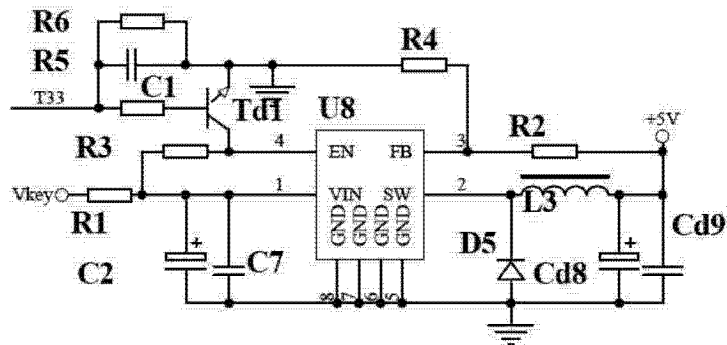 R6
R5
T33
C1
Td1
R4
U8
R3
4
EN
FB
3
R2
+5V
Vkey
R1
1
VIN
SW
2
L3
GND
GND
GND
GND
C2
C7
D5
Cd8
Cd9
8
7
6
5
+
+